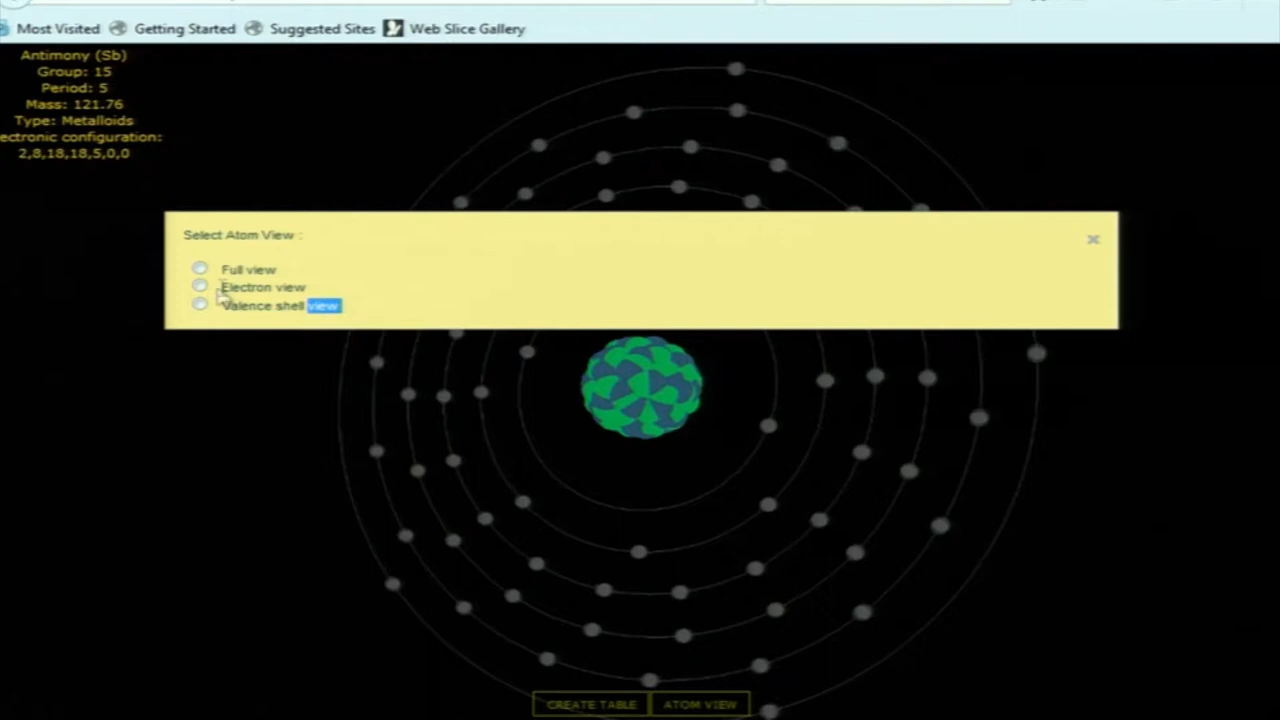 Most Visited Getting Started Suggested Sites Web Slice Gallery
Antimony (Sb)
Group: 15
Period: 5
Mass: 121.76
Type: Metalloids
ectronic configuration:
2,8,18,18,5,0,0
Select Atom View :
Full view
Electron view
Valence shell view
CREATE TABLE ATOM VIEW